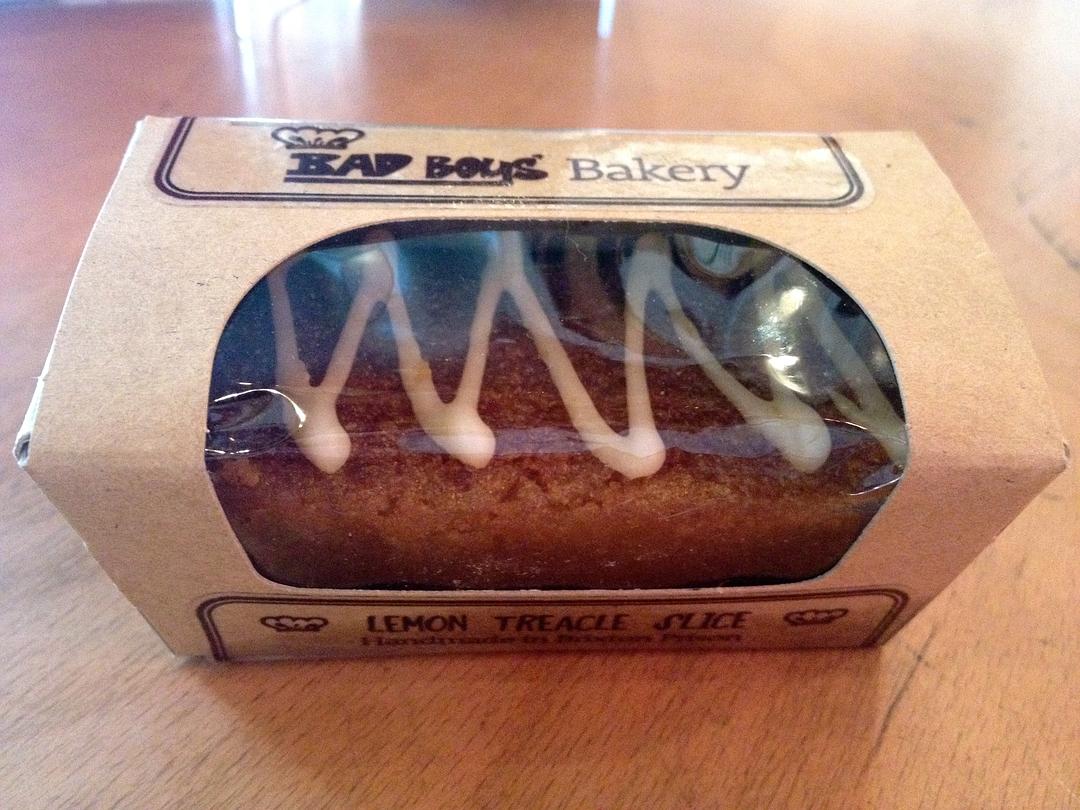 BAD BOYS' Bakery
LEMON TREACLE SLICE
Handmade in Brixton Prison